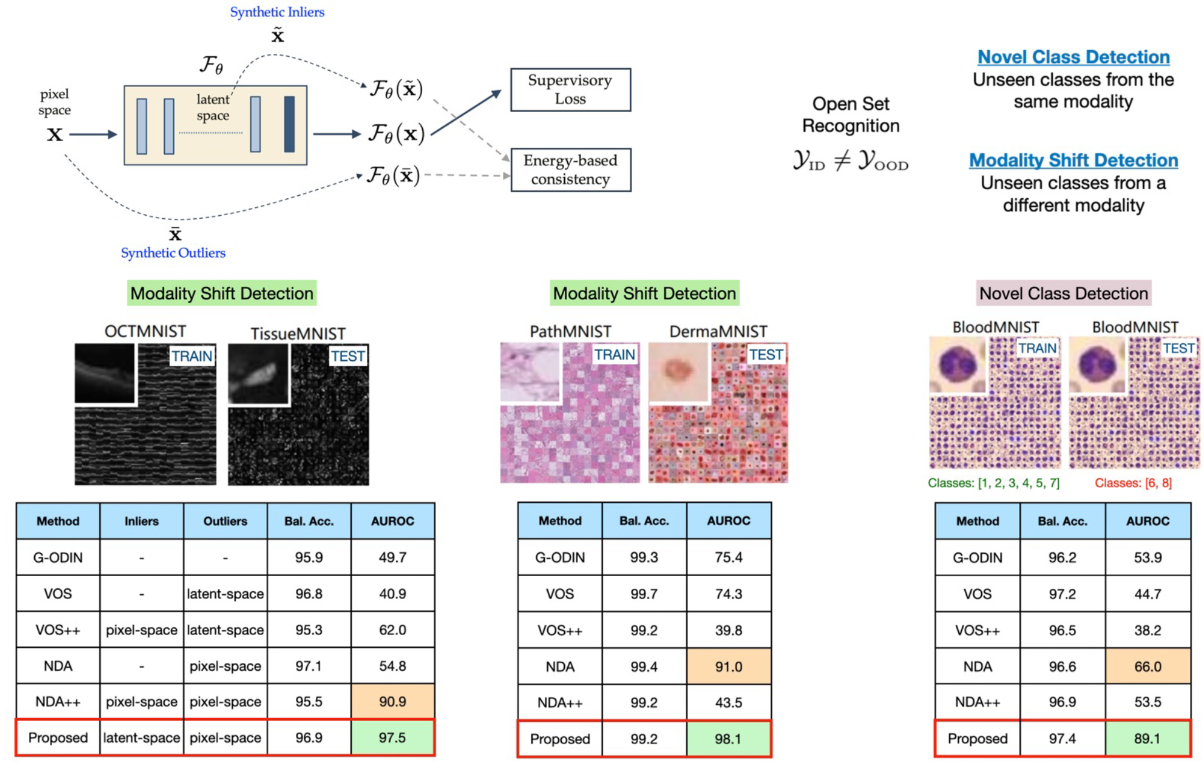 Synthetic Inliers
x̃
ℱθ
pixel
space
x
latent
space
ℱθ(x̃)
ℱθ(x)
ℱθ(x̄)
Supervisory
Loss
Energy-based
consistency
x̄
Synthetic Outliers
Open Set
Recognition
𝒴ID ≠ 𝒴OOD
Novel Class Detection
Unseen classes from the
same modality
Modality Shift Detection
Unseen classes from a
different modality
Modality Shift Detection
OCTMNIST TissueMNIST
TRAIN TEST
Method Inliers Outliers Bal. Acc. AUROC
G-ODIN - - 95.9 49.7
VOS - latent-space 96.8 40.9
VOS++ pixel-space latent-space 95.3 62.0
NDA - pixel-space 97.1 54.8
NDA++ pixel-space pixel-space 95.5 90.9
Proposed latent-space pixel-space 96.9 97.5
Modality Shift Detection
PathMNIST DermaMNIST
TRAIN TEST
Method Bal. Acc. AUROC
G-ODIN 99.3 75.4
VOS 99.7 74.3
VOS++ 99.2 39.8
NDA 99.4 91.0
NDA++ 99.2 43.5
Proposed 99.2 98.1
Novel Class Detection
BloodMNIST BloodMNIST
TRAIN TEST
Classes: [1, 2, 3, 4, 5, 7] Classes: [6, 8]
Method Bal. Acc. AUROC
G-ODIN 96.2 53.9
VOS 97.2 44.7
VOS++ 96.5 38.2
NDA 96.6 66.0
NDA++ 96.9 53.5
Proposed 97.4 89.1